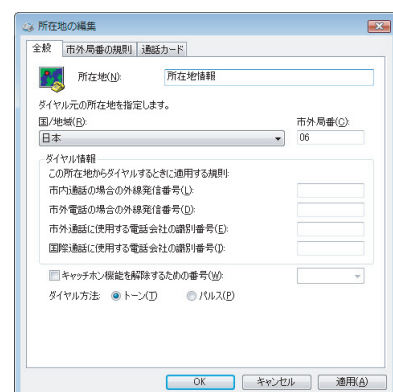 所在地の編集
全般 市外局番の規則 通話カード
所在地(N): 所在地情報
ダイヤル元の所在地を指定します。
国/地域(R): 市外局番(C):
日本 06
ダイヤル情報
この所在地からダイヤルするときに適用する規則:
市内通話の場合の外線発信番号(L):
市外電話の場合の外線発信番号(D):
市外通話に使用する電話会社の識別番号(E):
国際通話に使用する電話会社の識別番号(I):
キャッチホン機能を解除するための番号(W):
ダイヤル方法: トーン(T) パルス(P)
OK キャンセル 適用(A)